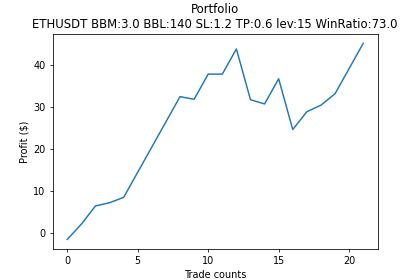 Portfolio
ETHUSDT BBM:3.0 BBL:140 SL:1.2 TP:0.6 lev:15 WinRatio:73.0
40
30
20
10
0
Profit ($)
0 5 10 15 20
Trade counts